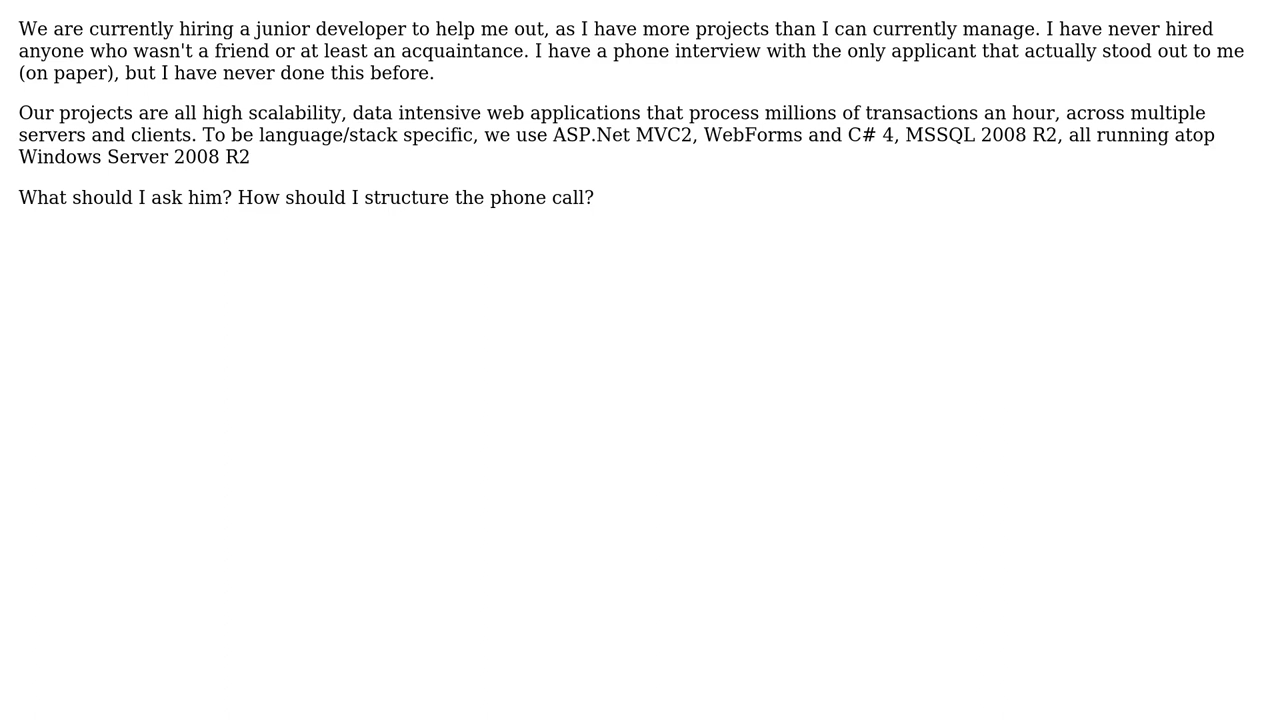 We are currently hiring a junior developer to help me out, as I have more projects than I can currently manage. I have never hired
anyone who wasn't a friend or at least an acquaintance. I have a phone interview with the only applicant that actually stood out to me
(on paper), but I have never done this before.
Our projects are all high scalability, data intensive web applications that process millions of transactions an hour, across multiple
servers and clients. To be language/stack specific, we use ASP.Net MVC2, WebForms and C# 4, MSSQL 2008 R2, all running atop
Windows Server 2008 R2
What should I ask him? How should I structure the phone call?